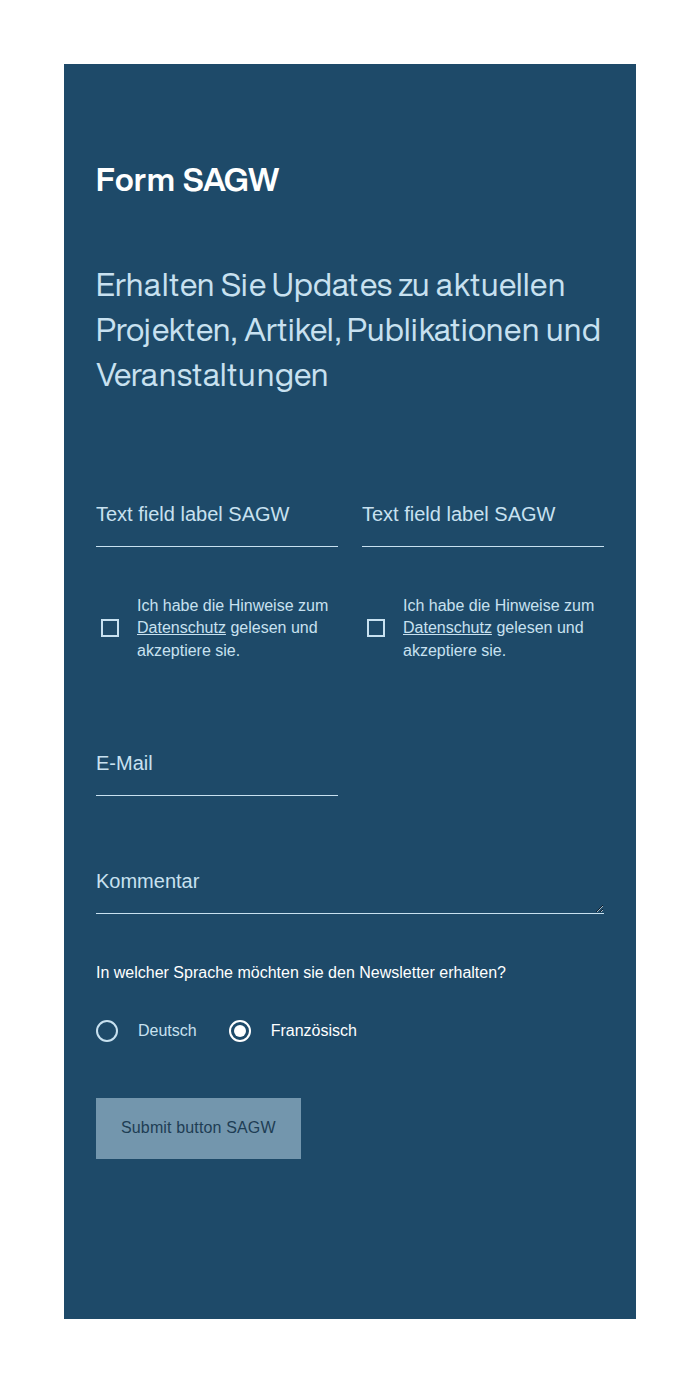 Form SAGW
Erhalten Sie Updates zu aktuellen
Projekten, Artikel, Publikationen und
Veranstaltungen
Text field label SAGW
Text field label SAGW
Ich habe die Hinweise zum
Datenschutz gelesen und
akzeptiere sie.
Ich habe die Hinweise zum
Datenschutz gelesen und
akzeptiere sie.
E-Mail
Kommentar
In welcher Sprache möchten sie den Newsletter erhalten?
Deutsch
Französisch
Submit button SAGW